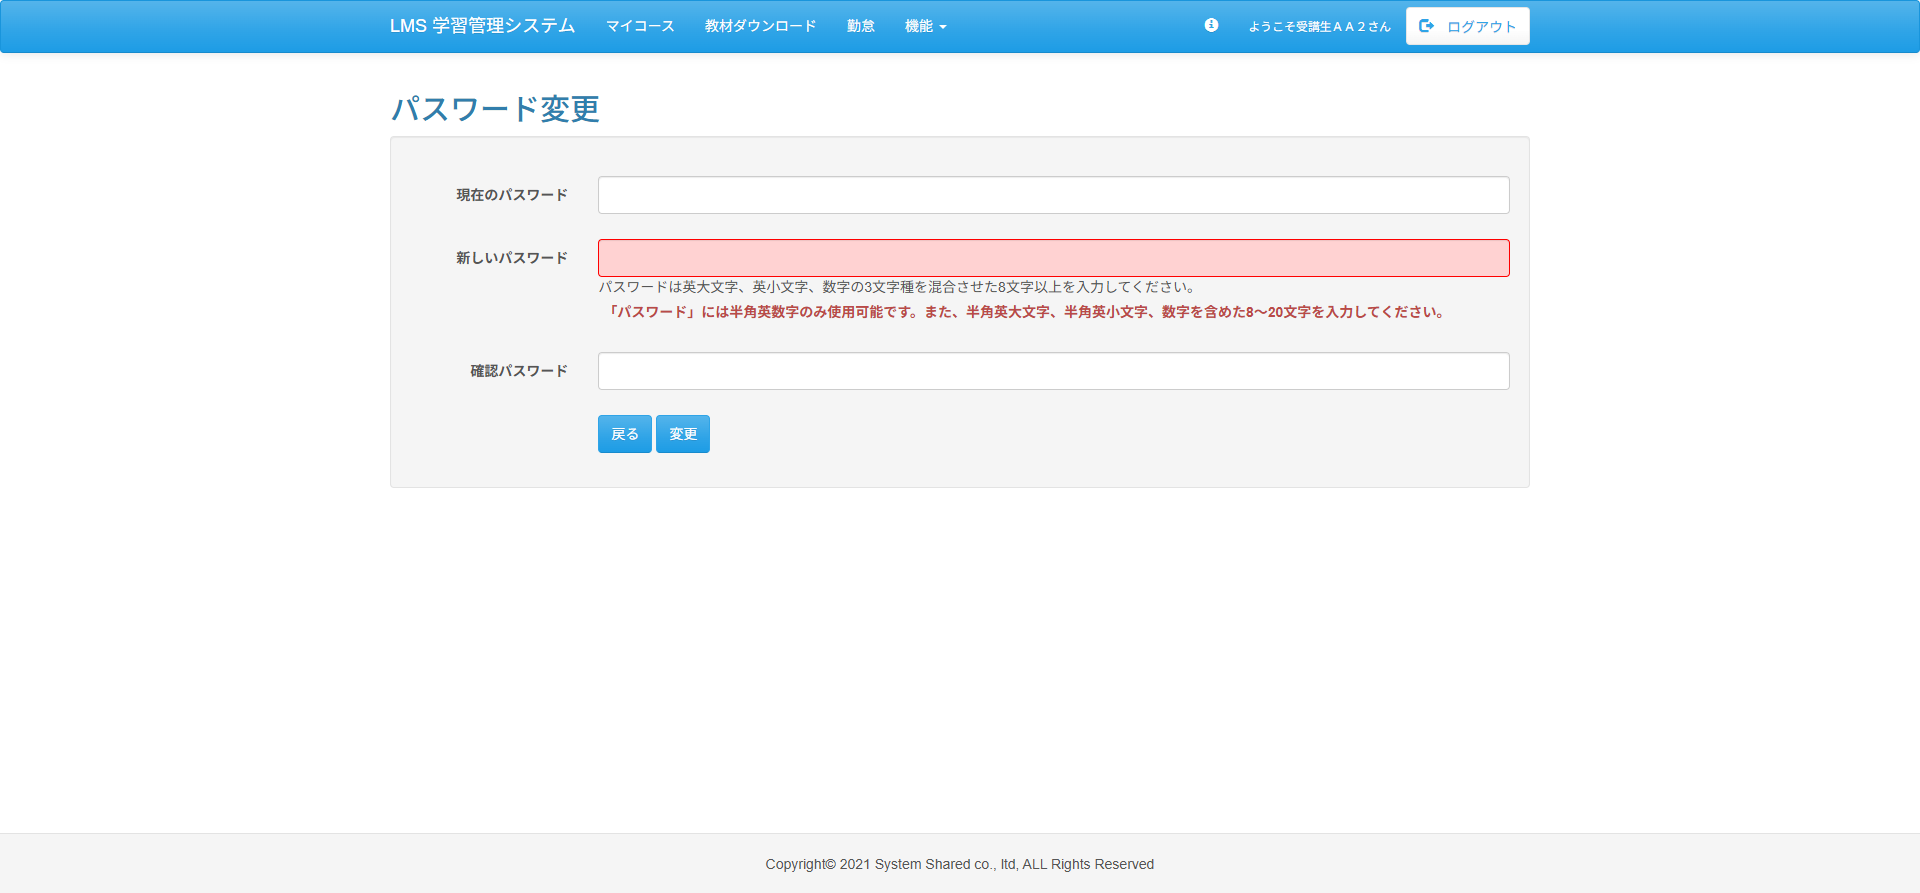 LMS 学習管理システム マイコース 教材ダウンロード 勤怠 機能 ようこそ受講生ＡＡ２さん ログアウト
パスワード変更
現在のパスワード
新しいパスワード
パスワードは英大文字、英小文字、数字の3文字種を混合させた8文字以上を入力してください。
「パスワード」には半角英数字のみ使用可能です。また、半角英大文字、半角英小文字、数字を含めた8～20文字を入力してください。
確認パスワード
戻る 変更
Copyright© 2021 System Shared co., ltd, ALL Rights Reserved